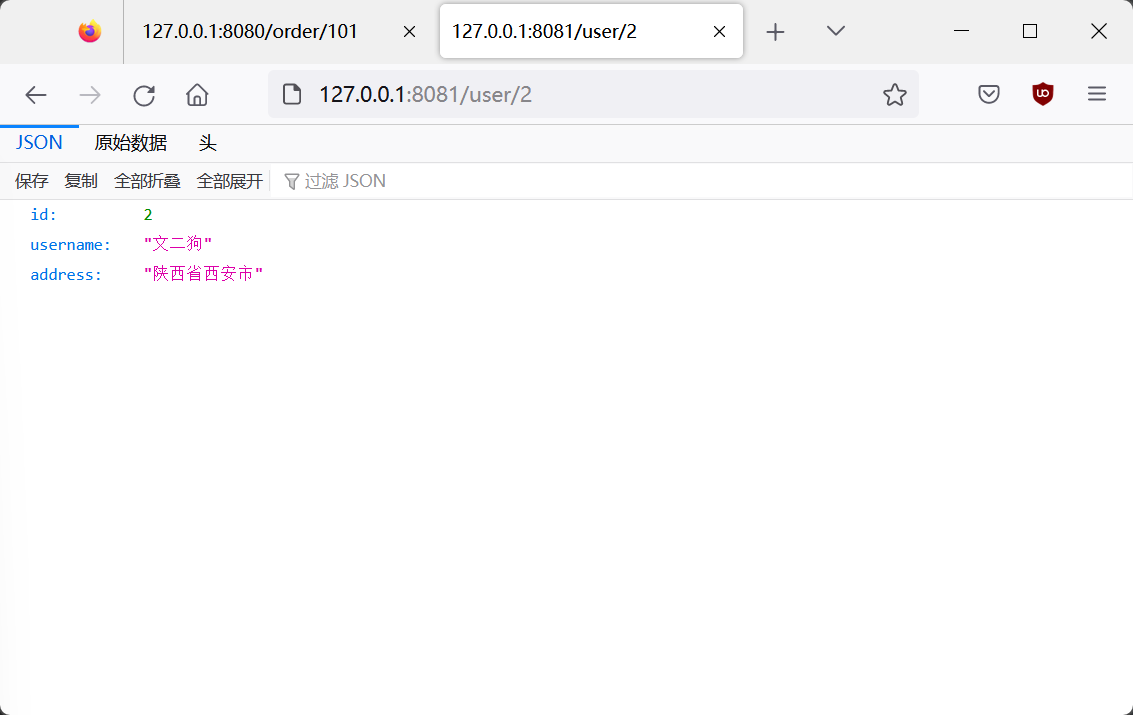 127.0.0.1:8080/order/101
127.0.0.1:8081/user/2
127.0.0.1:8081/user/2
JSON 原始数据 头
保存 复制 全部折叠 全部展开 过滤 JSON
id: 2
username: "文二狗"
address: "陕西省西安市"